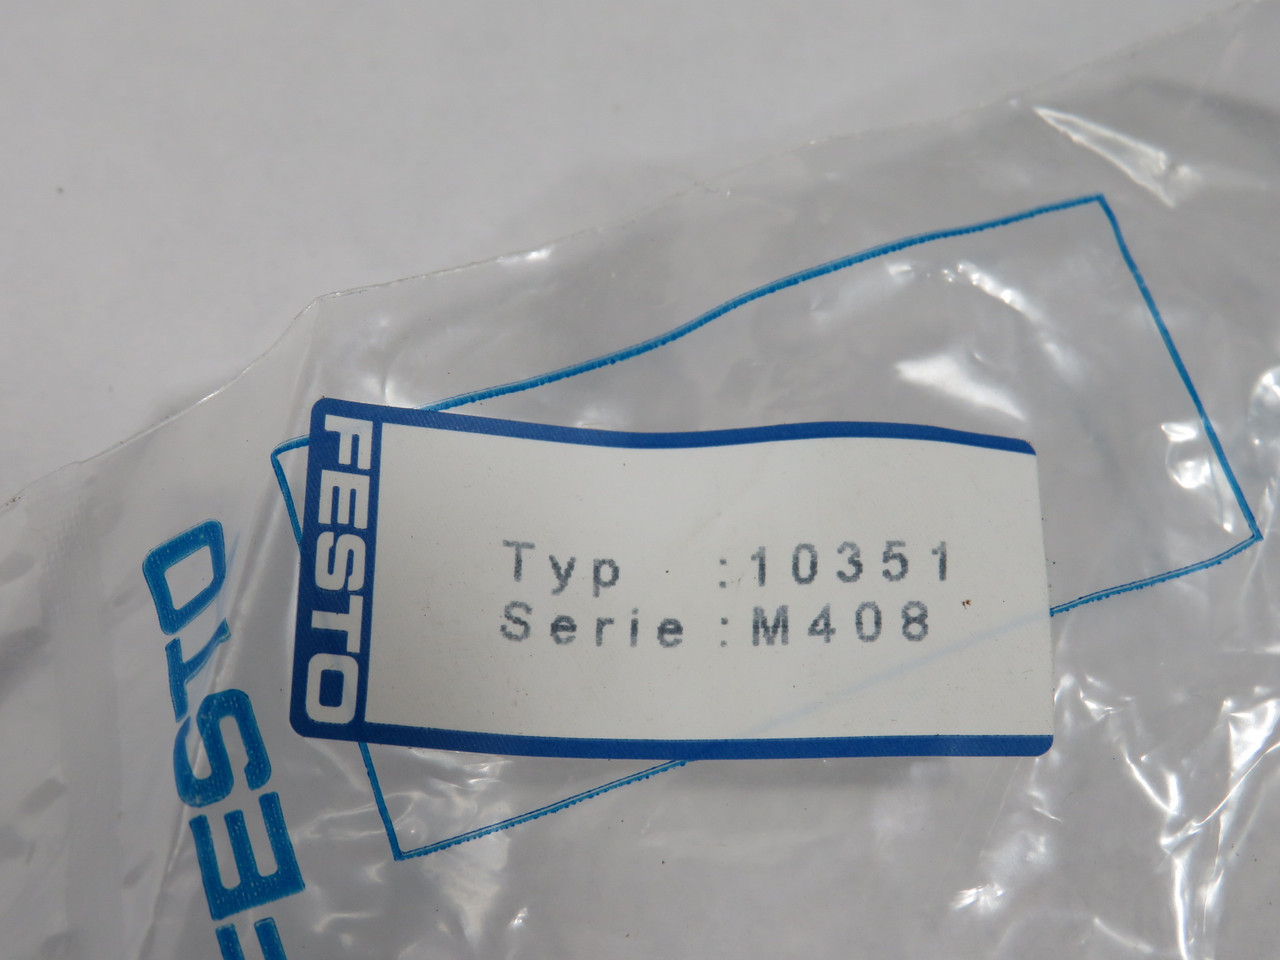 FESTO
Typ :10351
Serie:M408
FESTO